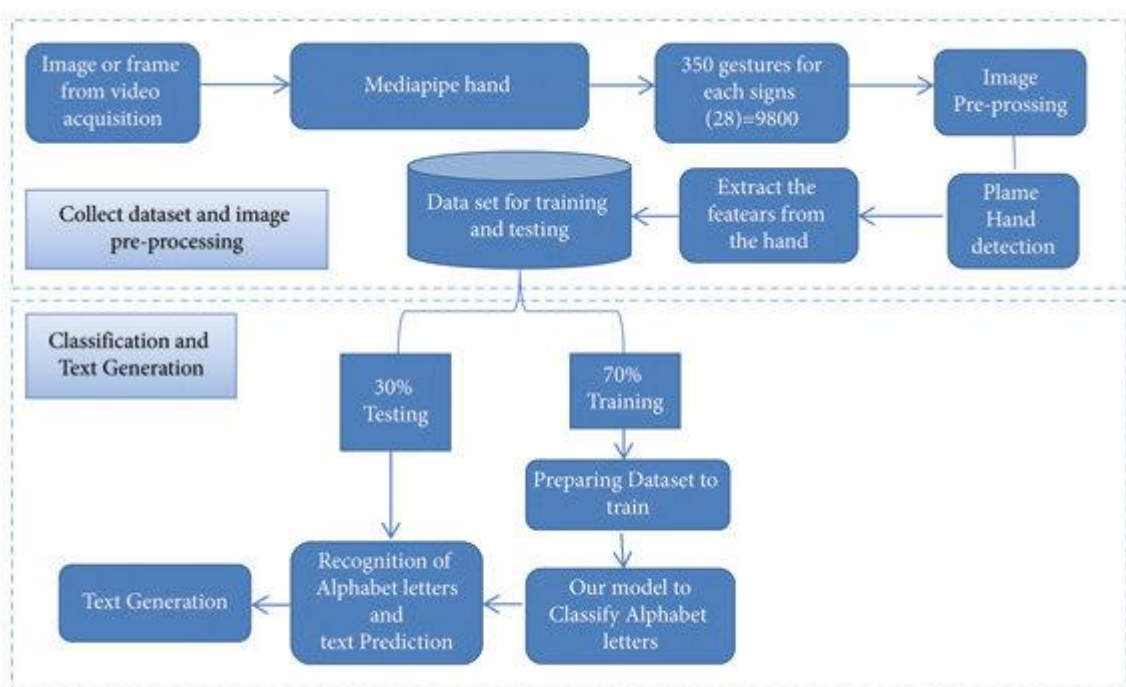 Image or frame
from video
acquisition
Mediapipe hand
350 gestures for
each signs
(28)=9800
Image
Pre-prossing
Plame
Hand
detection
Extract the
featears from
the hand
Data set for training
and testing
Collect dataset and image
pre-processing
Classification and
Text Generation
30%
Testing
70%
Training
Preparing Dataset to
train
Our model to
Classify Alphabet
letters
Recognition of
Alphabet letters
and
text Prediction
Text Generation